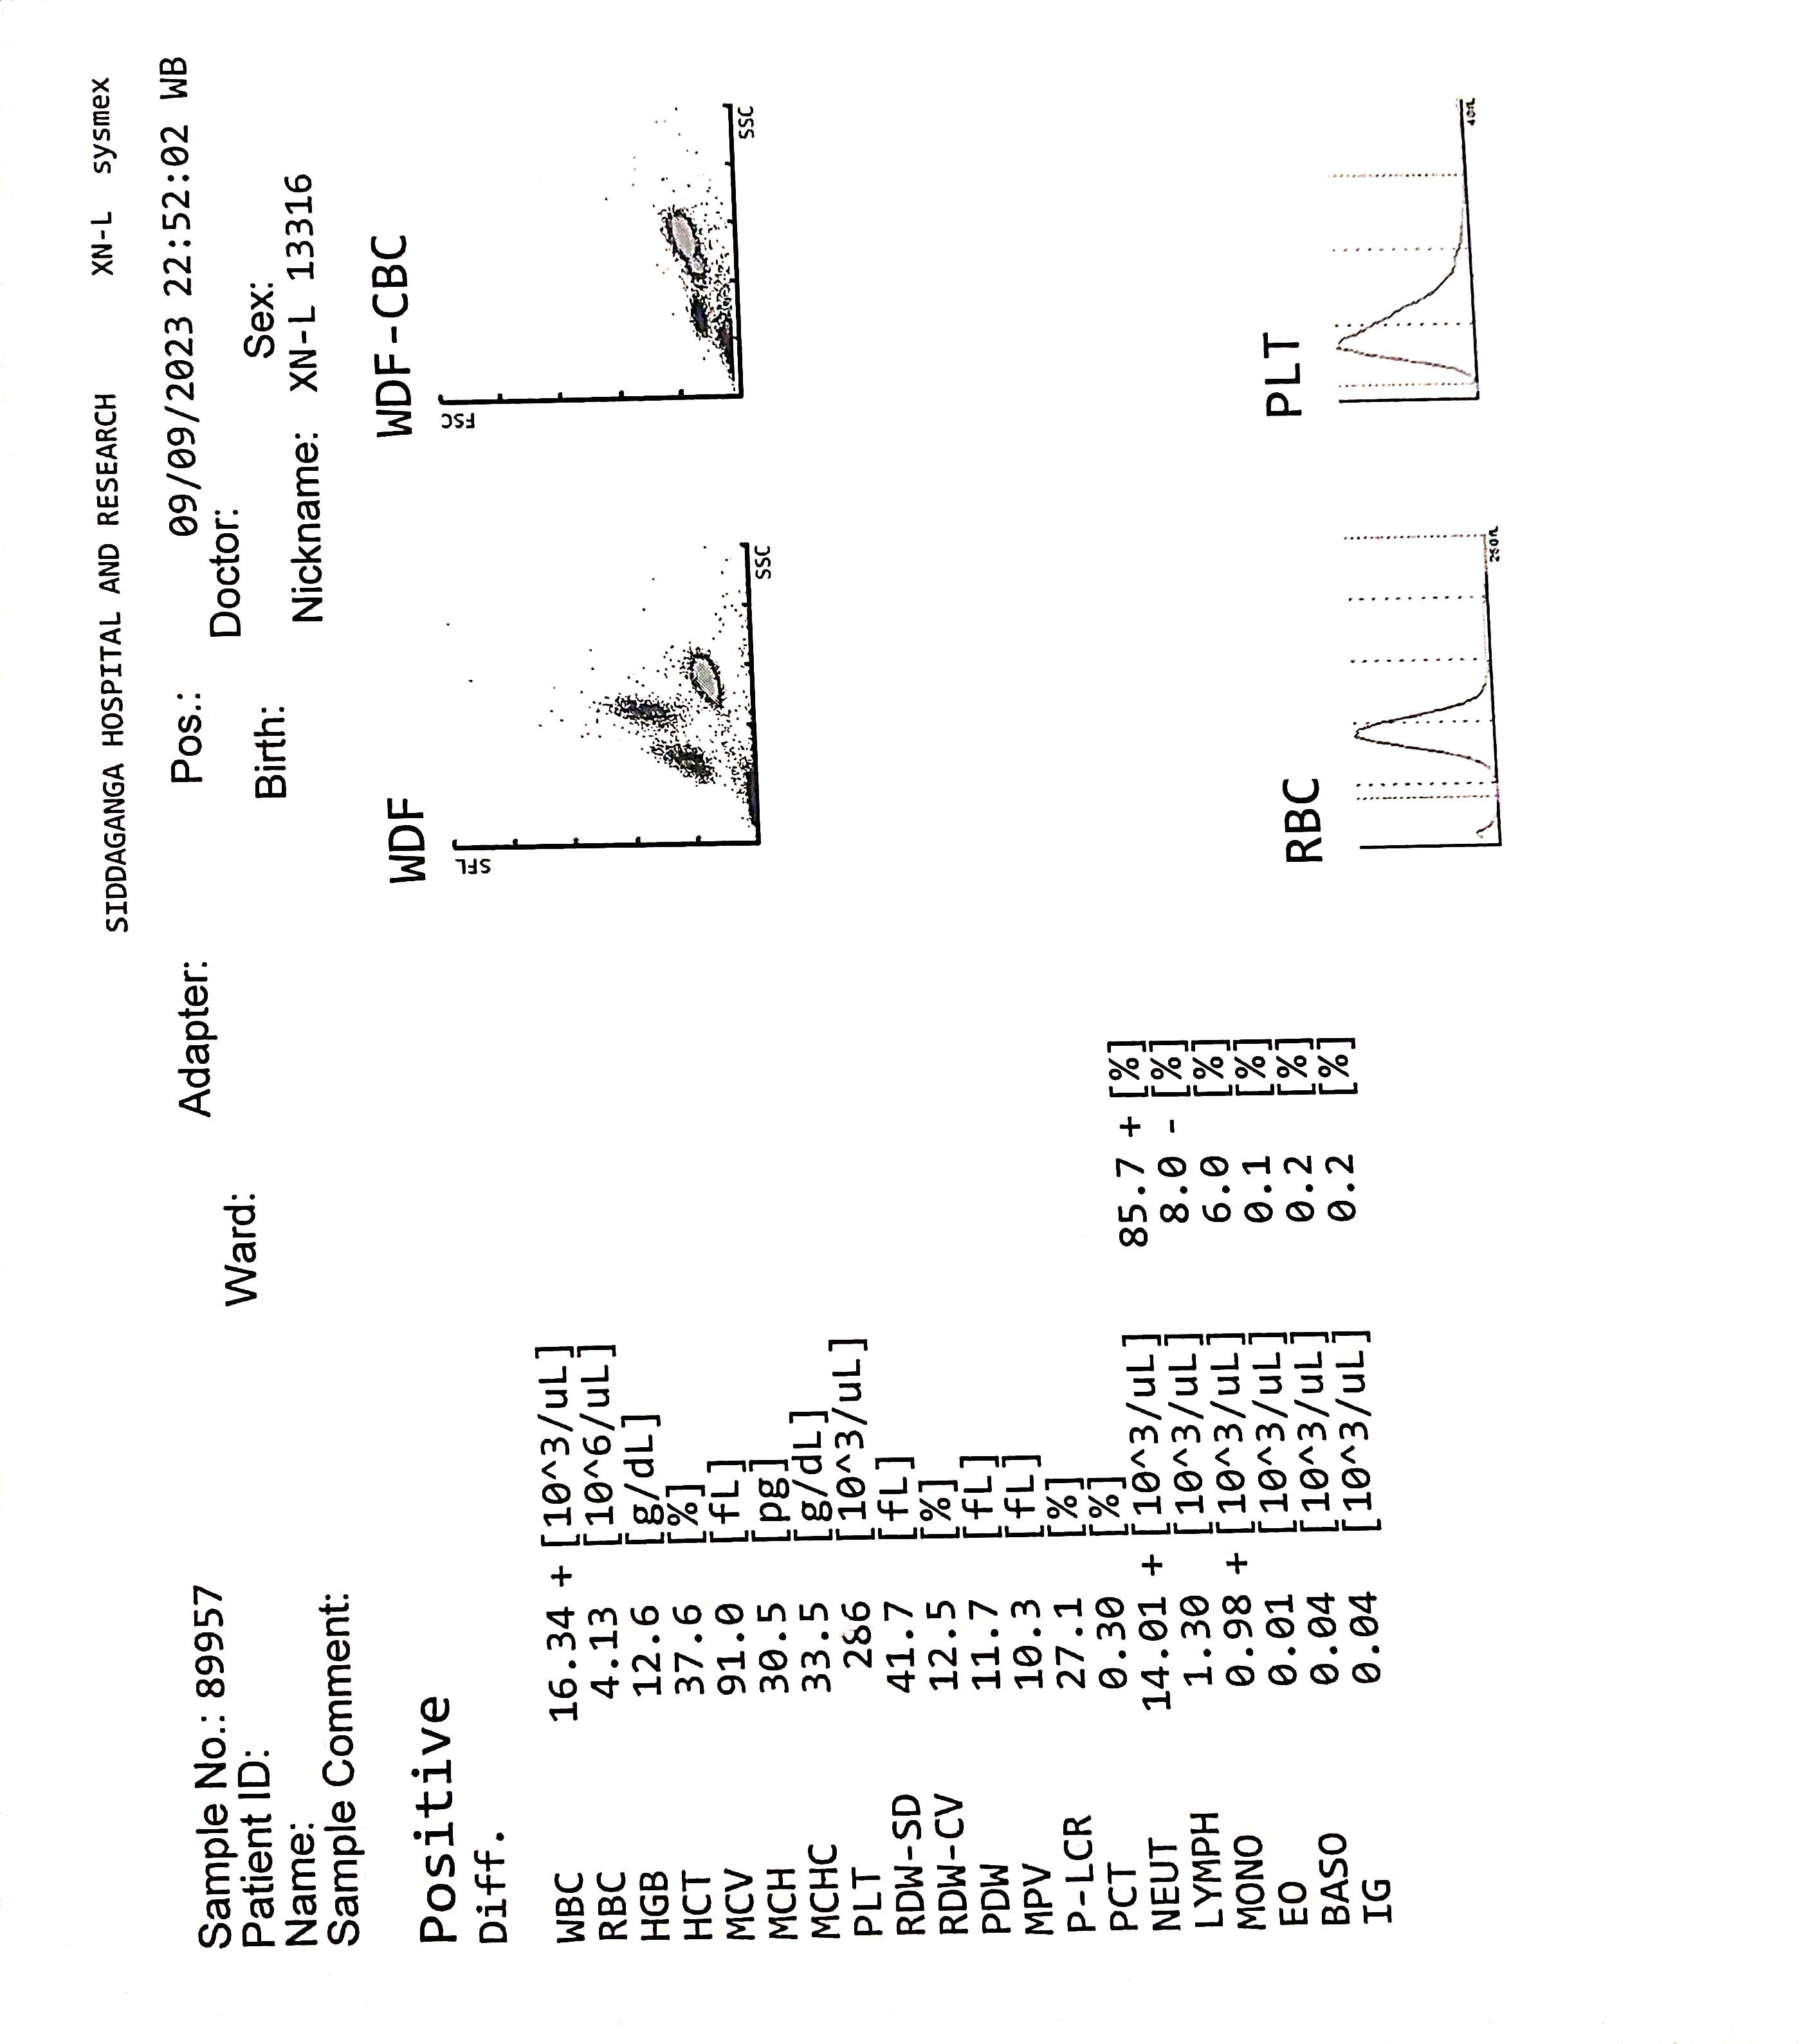 SIDDAGANGA HOSPITAL AND RESEARCH XN-L sysmex
Sample No.: 89957 Adapter: Pos.: 09/09/2023 22:52:02 WB
Patient ID: Ward: Doctor:
Name: Birth: Sex:
Sample Comment: Nickname: XN-L 13316
Positive
Diff.
WDF
SFL
SSC
WDF-CBC
FSC
SSC
WBC 16.34 + [10^3/uL]
RBC 4.13 [10^6/uL]
HGB 12.6 [g/dL]
HCT 37.6 [%]
MCV 91.0 [fL]
MCH 30.5 [pg]
MCHC 33.5 [g/dL]
PLT 286 [10^3/uL]
RDW-SD 41.7 [fL]
RDW-CV 12.5 [%]
PDW 11.7 [fL]
MPV 10.3 [fL]
P-LCR 27.1 [%]
PCT 0.30 [%]
NEUT 14.01 + [10^3/uL] 85.7 + [%]
LYMPH 1.30 [10^3/uL] 8.0 - [%]
MONO 0.98 + [10^3/uL] 6.0 [%]
EO 0.01 [10^3/uL] 0.1 [%]
BASO 0.04 [10^3/uL] 0.2 [%]
IG 0.04 [10^3/uL] 0.2 [%]
RBC
250fL
PLT
40fL